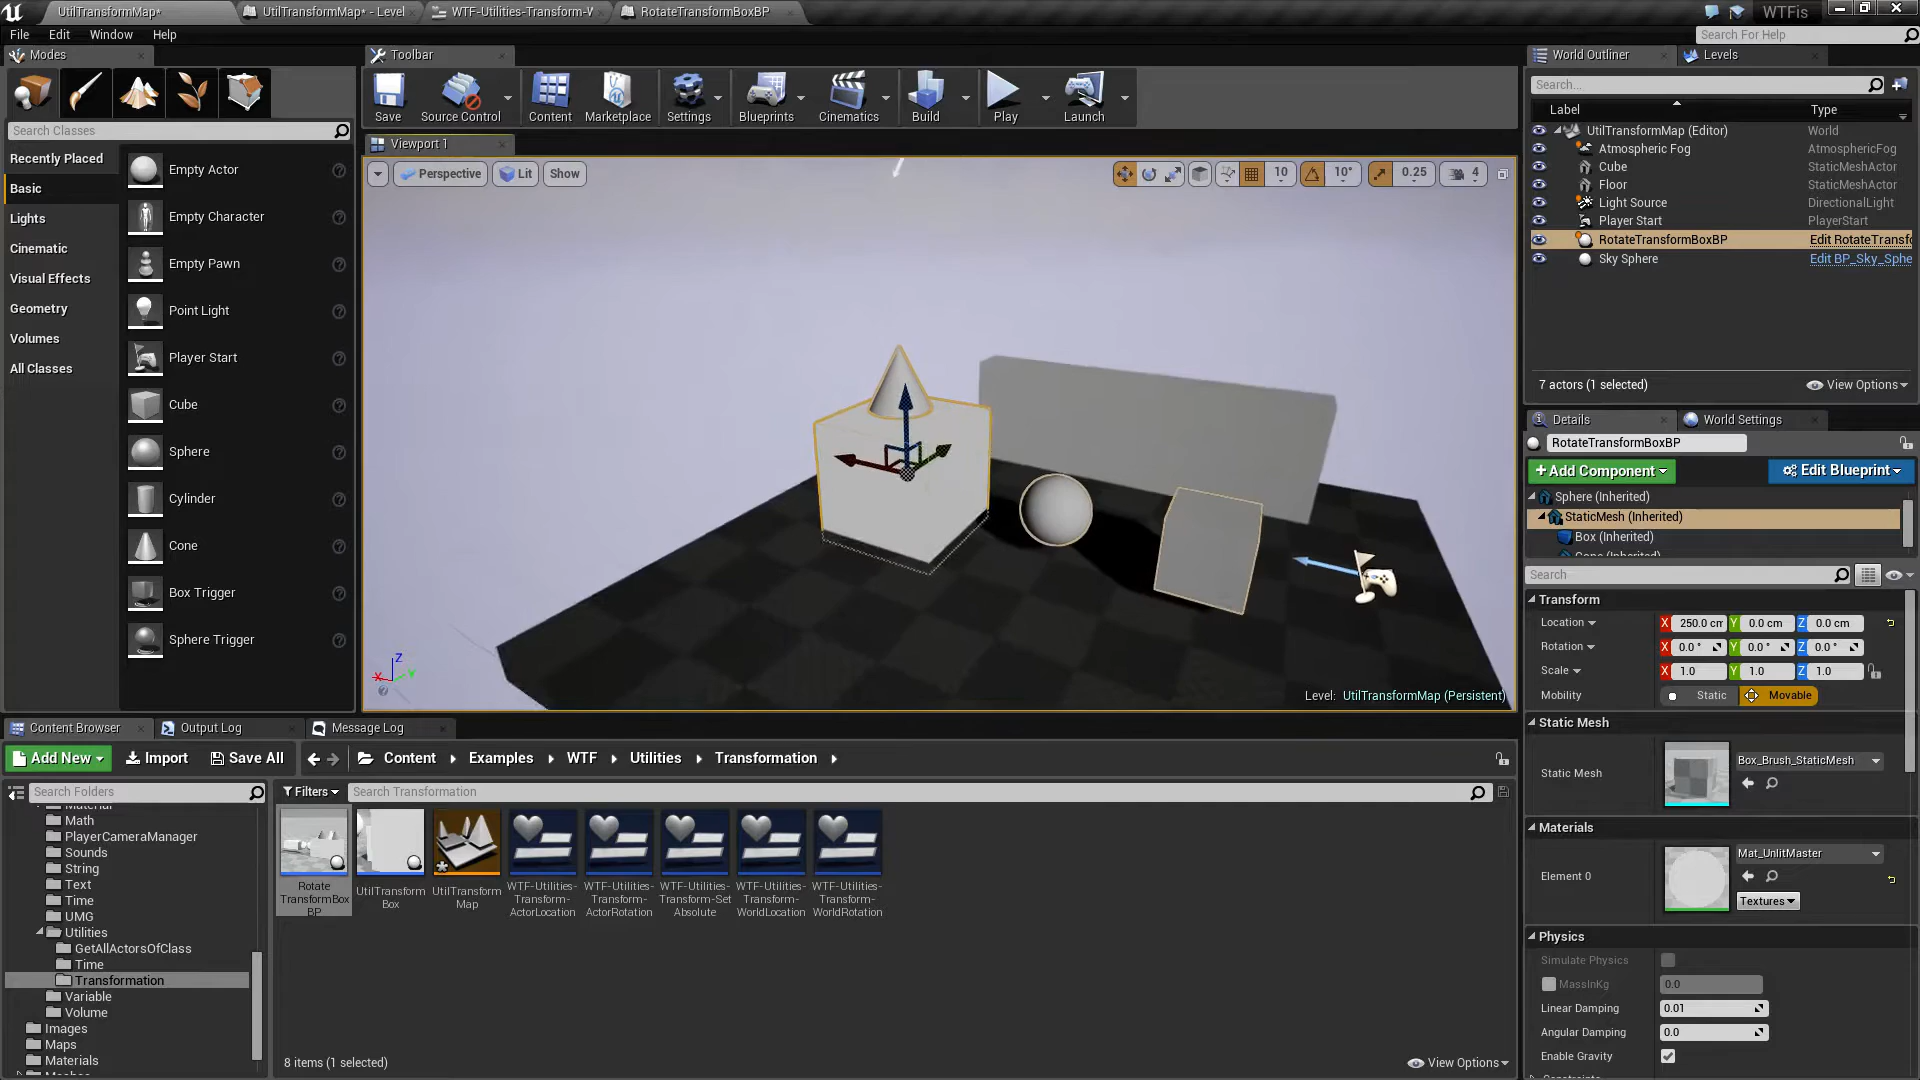 UtilTransformMap*
UtilTransformMap* - Level
WTF-Utilities-Transform-V
RotateTransformBoxBP
WTFis
File
Edit
Window
Help
Search For Help
Modes
Toolbar
World Outliner
Levels
Search Classes
Save
Source Control
Content
Marketplace
Settings
Blueprints
Cinematics
Build
Play
Launch
Search...
Label
Type
Viewport 1
Perspective
Lit
Show
10
10°
0.25
4
Recently Placed
Basic
Lights
Cinematic
Visual Effects
Geometry
Volumes
All Classes
Empty Actor
Empty Character
Empty Pawn
Point Light
Player Start
Cube
Sphere
Cylinder
Cone
Box Trigger
Sphere Trigger
UtilTransformMap (Editor) World
Atmospheric Fog AtmosphericFog
Cube StaticMeshActor
Floor StaticMeshActor
Light Source DirectionalLight
Player Start PlayerStart
RotateTransformBoxBP Edit RotateTransfo
Sky Sphere Edit BP_Sky_Sphe
7 actors (1 selected)
View Options
Details
World Settings
RotateTransformBoxBP
+Add Component
Edit Blueprint
Sphere (Inherited)
StaticMesh (Inherited)
Box (Inherited)
Cone (Inherited)
Search
Transform
Location X 250.0 cm Y 0.0 cm Z 0.0 cm
Rotation X 0.0 ° Y 0.0 ° Z 0.0 °
Scale X 1.0 Y 1.0 Z 1.0
Mobility Static Movable
Static Mesh
Static Mesh
Box_Brush_StaticMesh
Materials
Element 0
Mat_UnlitMaster
Textures
Physics
Simulate Physics
MassInKg 0.0
Linear Damping 0.01
Angular Damping 0.0
Enable Gravity
X
Y
Z
Level: UtilTransformMap (Persistent)
Content Browser
Output Log
Message Log
Add New
Import
Save All
Content
Examples
WTF
Utilities
Transformation
Search Folders
Filters
Search Transformation
Material
Math
PlayerCameraManager
Sounds
String
Text
Time
UMG
Utilities
GetAllActorsOfClass
Time
Transformation
Variable
Volume
Images
Maps
Materials
Rotate
TransformBox
BP
UtilTransform
Box
UtilTransform
Map
WTF-Utilities-
Transform-
ActorLocation
WTF-Utilities-
Transform-
ActorRotation
WTF-Utilities-
Transform-Set
Absolute
WTF-Utilities-
Transform-
WorldLocation
WTF-Utilities-
Transform-
WorldRotation
8 items (1 selected)
View Options